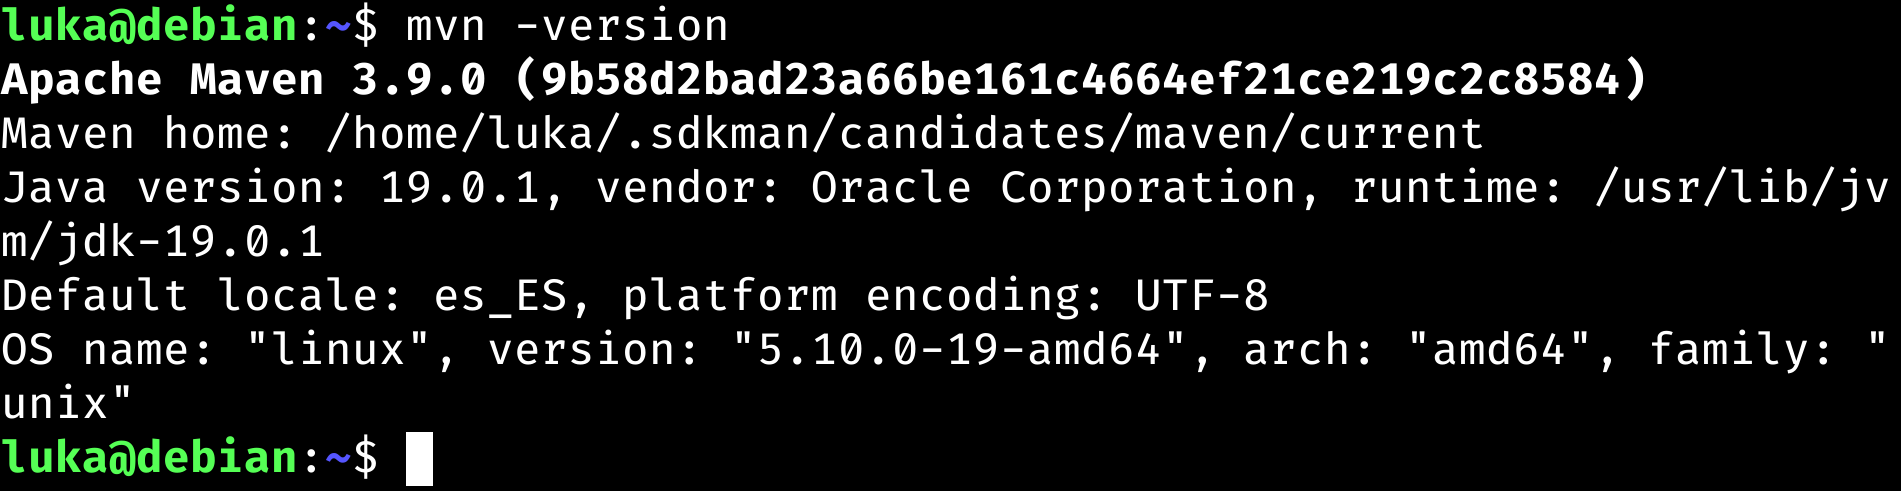 luka@debian:~$ mvn -version
Apache Maven 3.9.0 (9b58d2bad23a66be161c4664ef21ce219c2c8584)
Maven home: /home/luka/.sdkman/candidates/maven/current
Java version: 19.0.1, vendor: Oracle Corporation, runtime: /usr/lib/jv
m/jdk-19.0.1
Default locale: es_ES, platform encoding: UTF-8
OS name: "linux", version: "5.10.0-19-amd64", arch: "amd64", family: "
unix"
luka@debian:~$